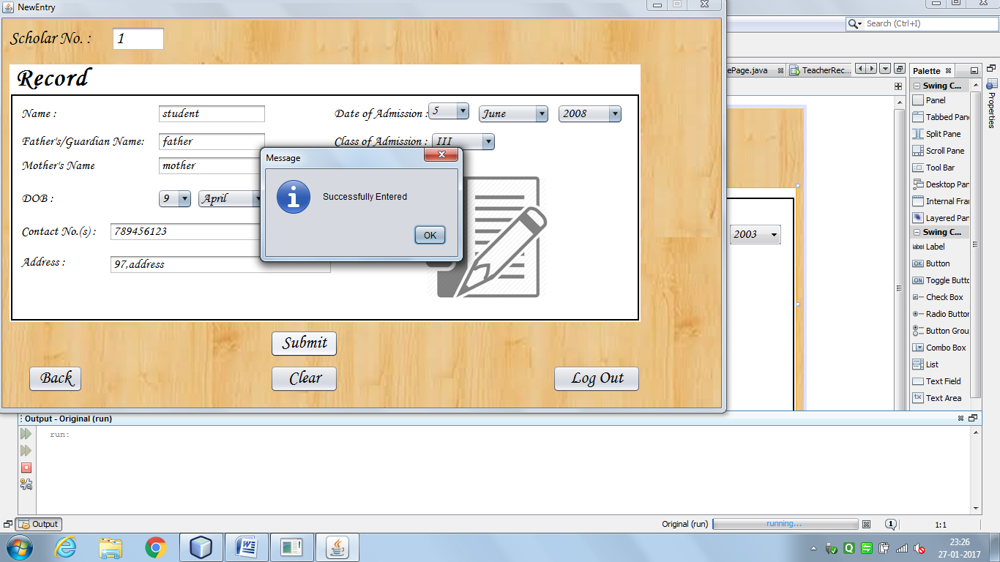 NewEntry
Scholar No. : 1
Record
Name : student
Date of Admission : 5 June 2008
Father's/Guardian Name: father
Class of Admission : III
Mother's Name mother
DOB : 9 April
Contact No.(s) : 789456123
Address : 97,address
Message
Successfully Entered
OK
Submit
Back Clear Log Out
Search (Ctrl+I)
ePage.java TeacherRec...
2003
Palette
Swing C...
Panel
Tabbed Pan
Split Pane
Scroll Pane
Tool Bar
Desktop Pan
Internal Fra
Layered Pan
Swing C...
label Label
OK Button
ON Toggle Butto
Check Box
Radio Button
Button Grou
Combo Box
List
Text Field
Text Area
Properties
Output - Original (run)
run:
Output
Original (run) running... 1 1:1
23:26
27-01-2017